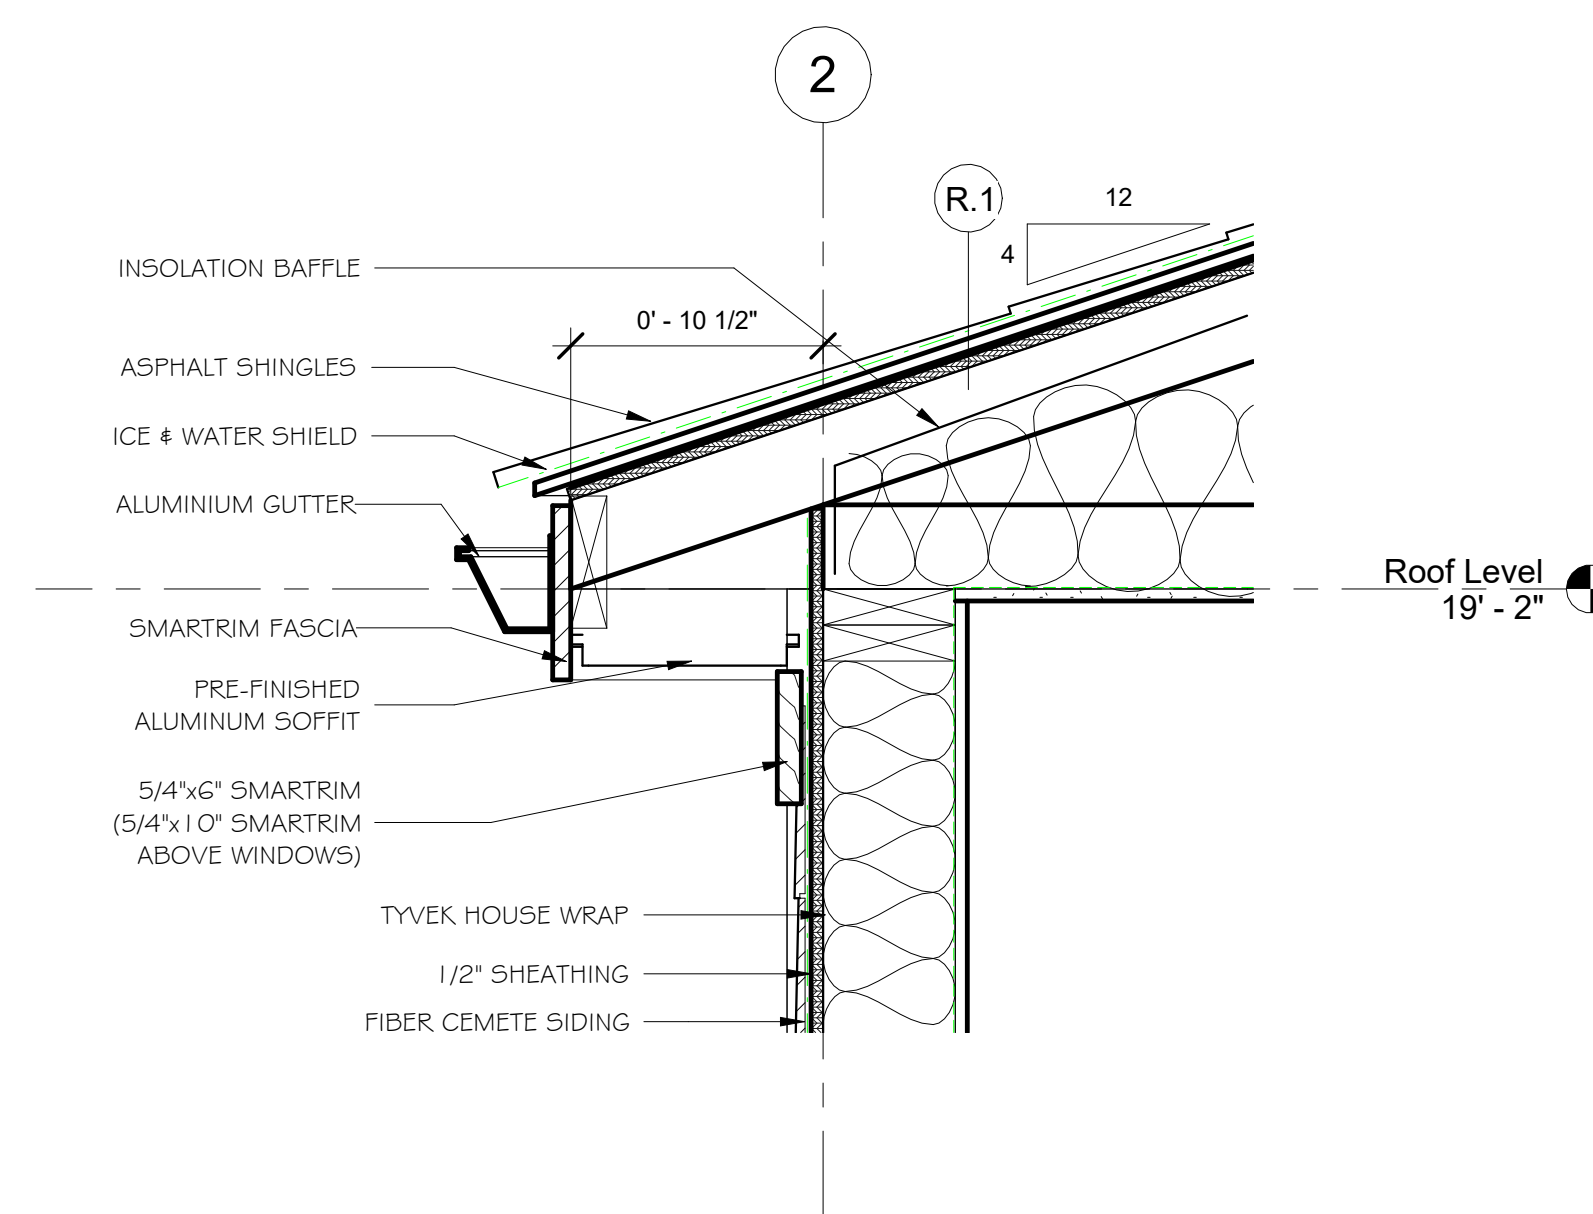 2
R.1
12
4
INSOLATION BAFFLE
0' - 10 1/2"
ASPHALT SHINGLES
ICE & WATER SHIELD
ALUMINIUM GUTTER
Roof Level
19' - 2"
SMARTRIM FASCIA
PRE-FINISHED
ALUMINUM SOFFIT
5/4"x6" SMARTRIM
(5/4"x10" SMARTRIM
ABOVE WINDOWS)
TYVEK HOUSE WRAP
1/2" SHEATHING
FIBER CEMETE SIDING